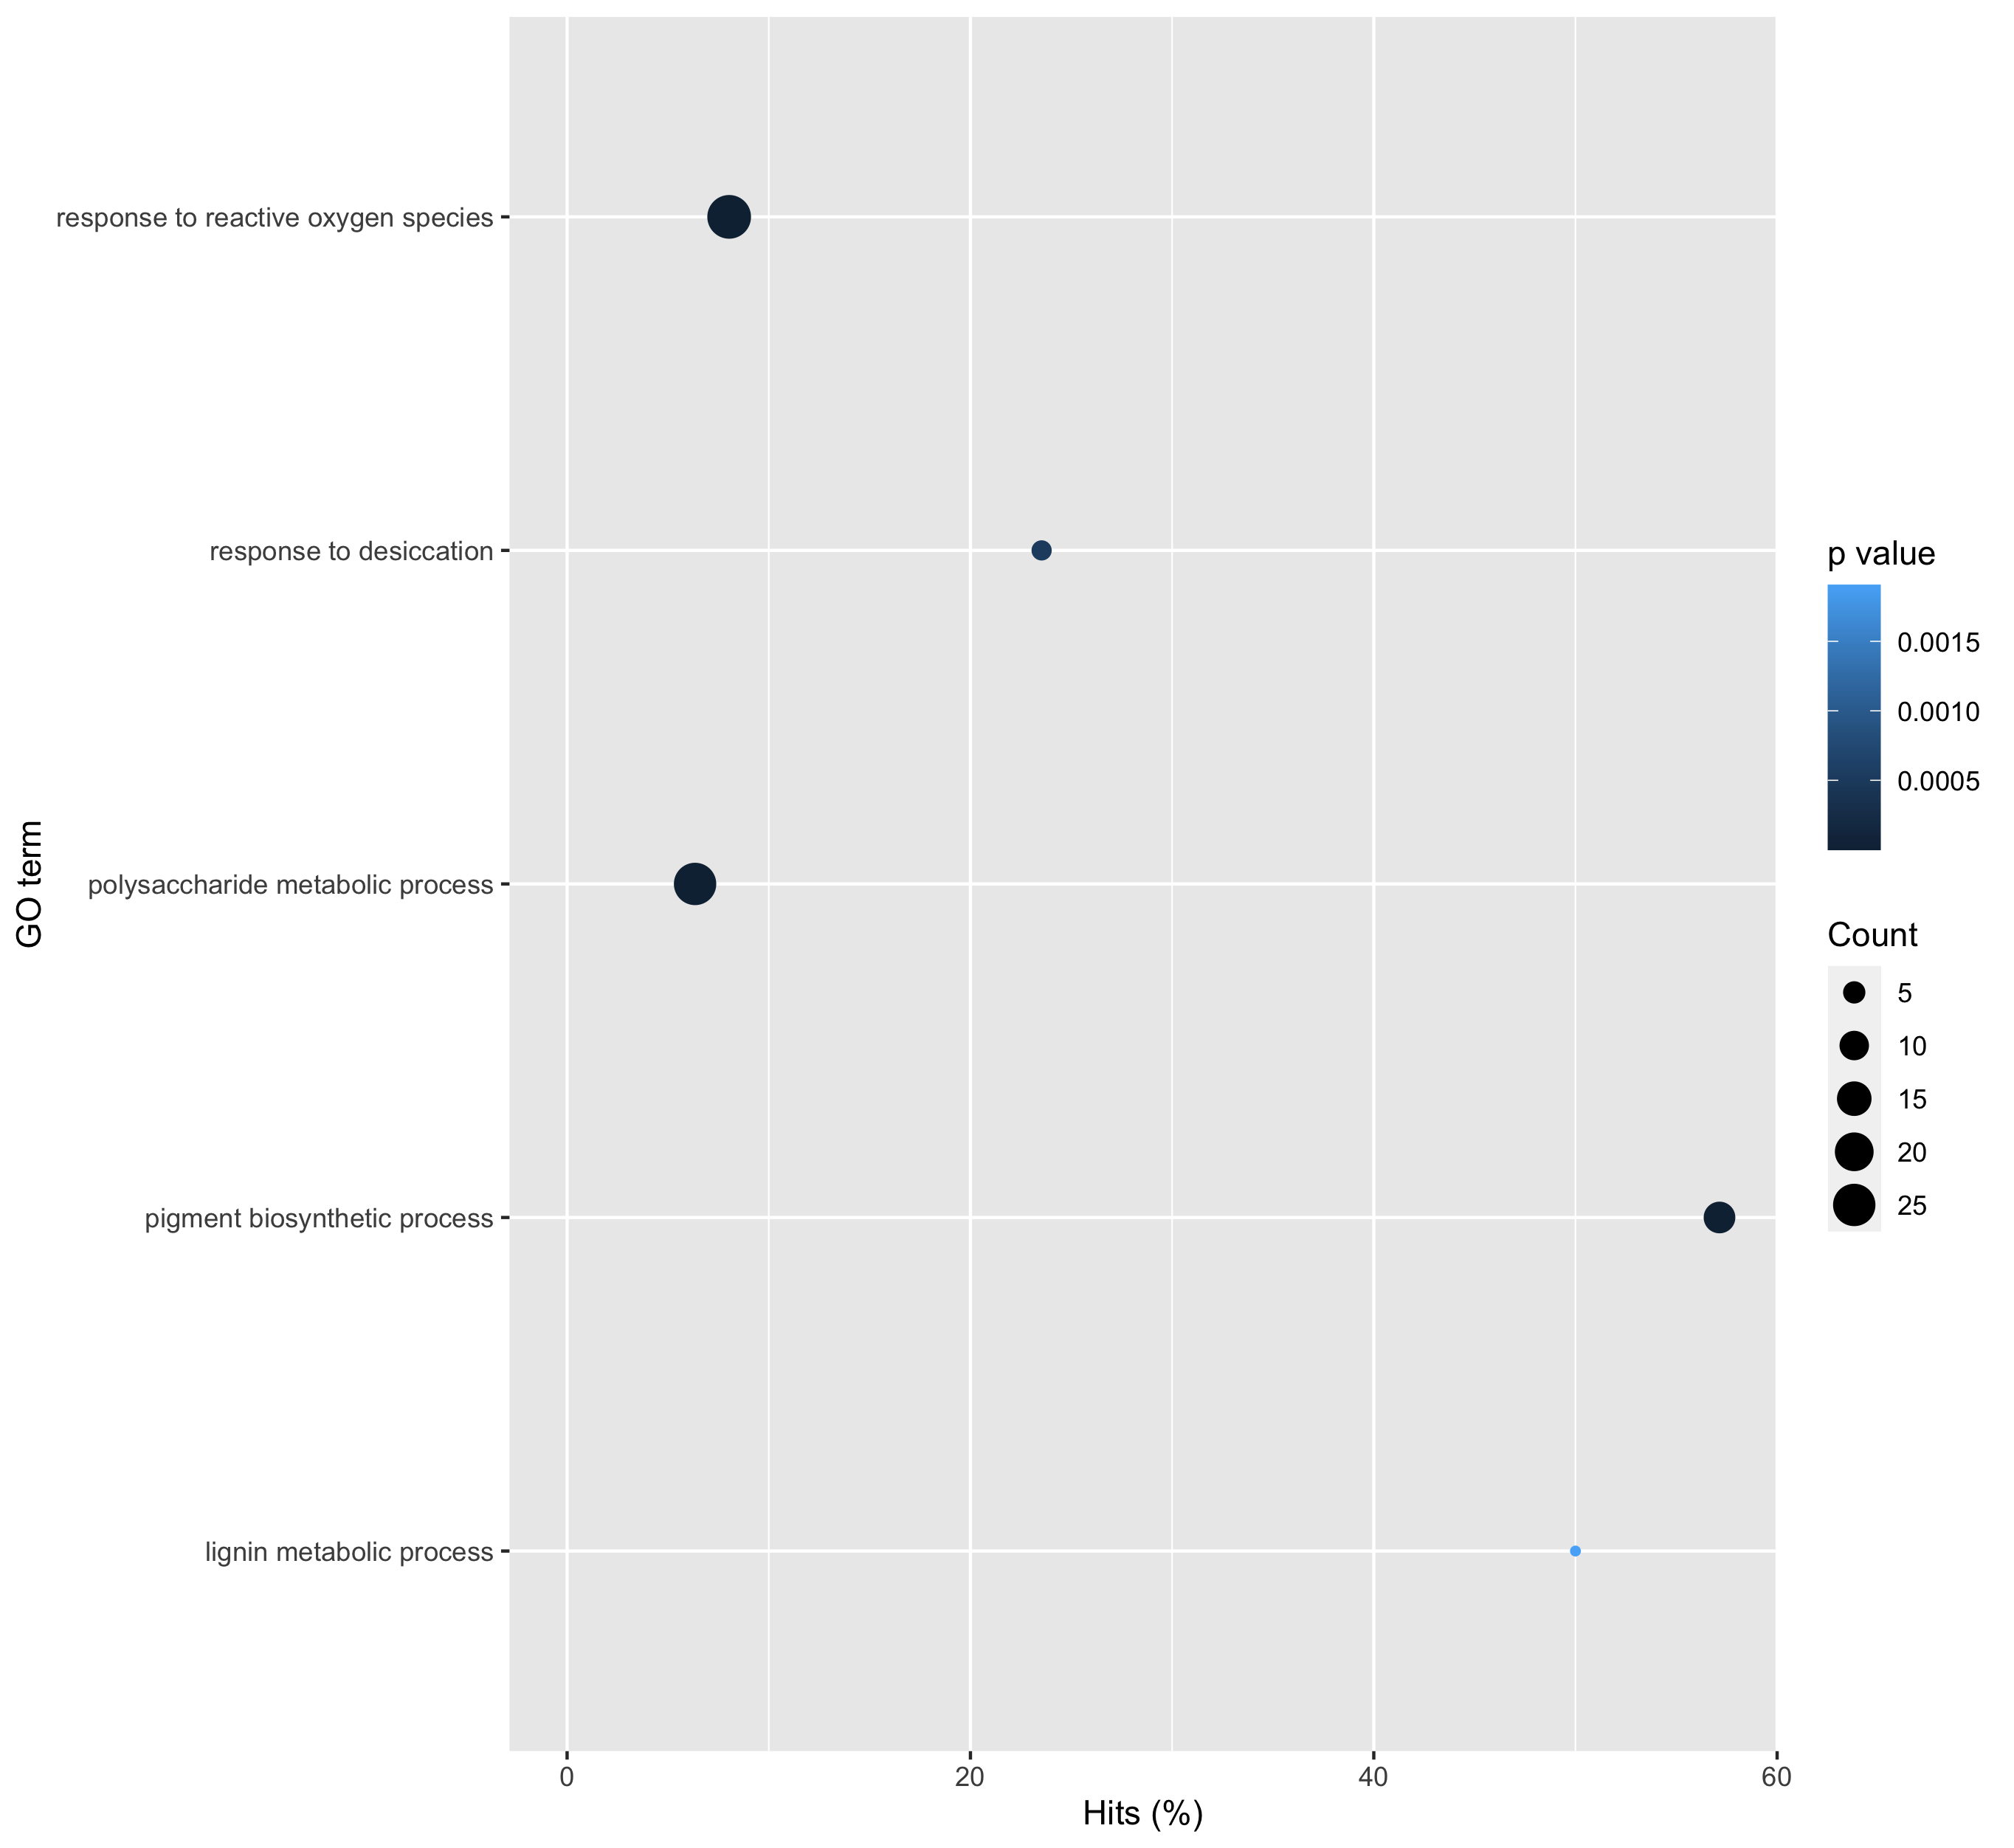 response to reactive oxygen species
response to desiccation
polysaccharide metabolic process
pigment biosynthetic process
lignin metabolic process
GO term
0
20
40
60
Hits (%)
p value
0.0015
0.0010
0.0005
Count
5
10
15
20
25